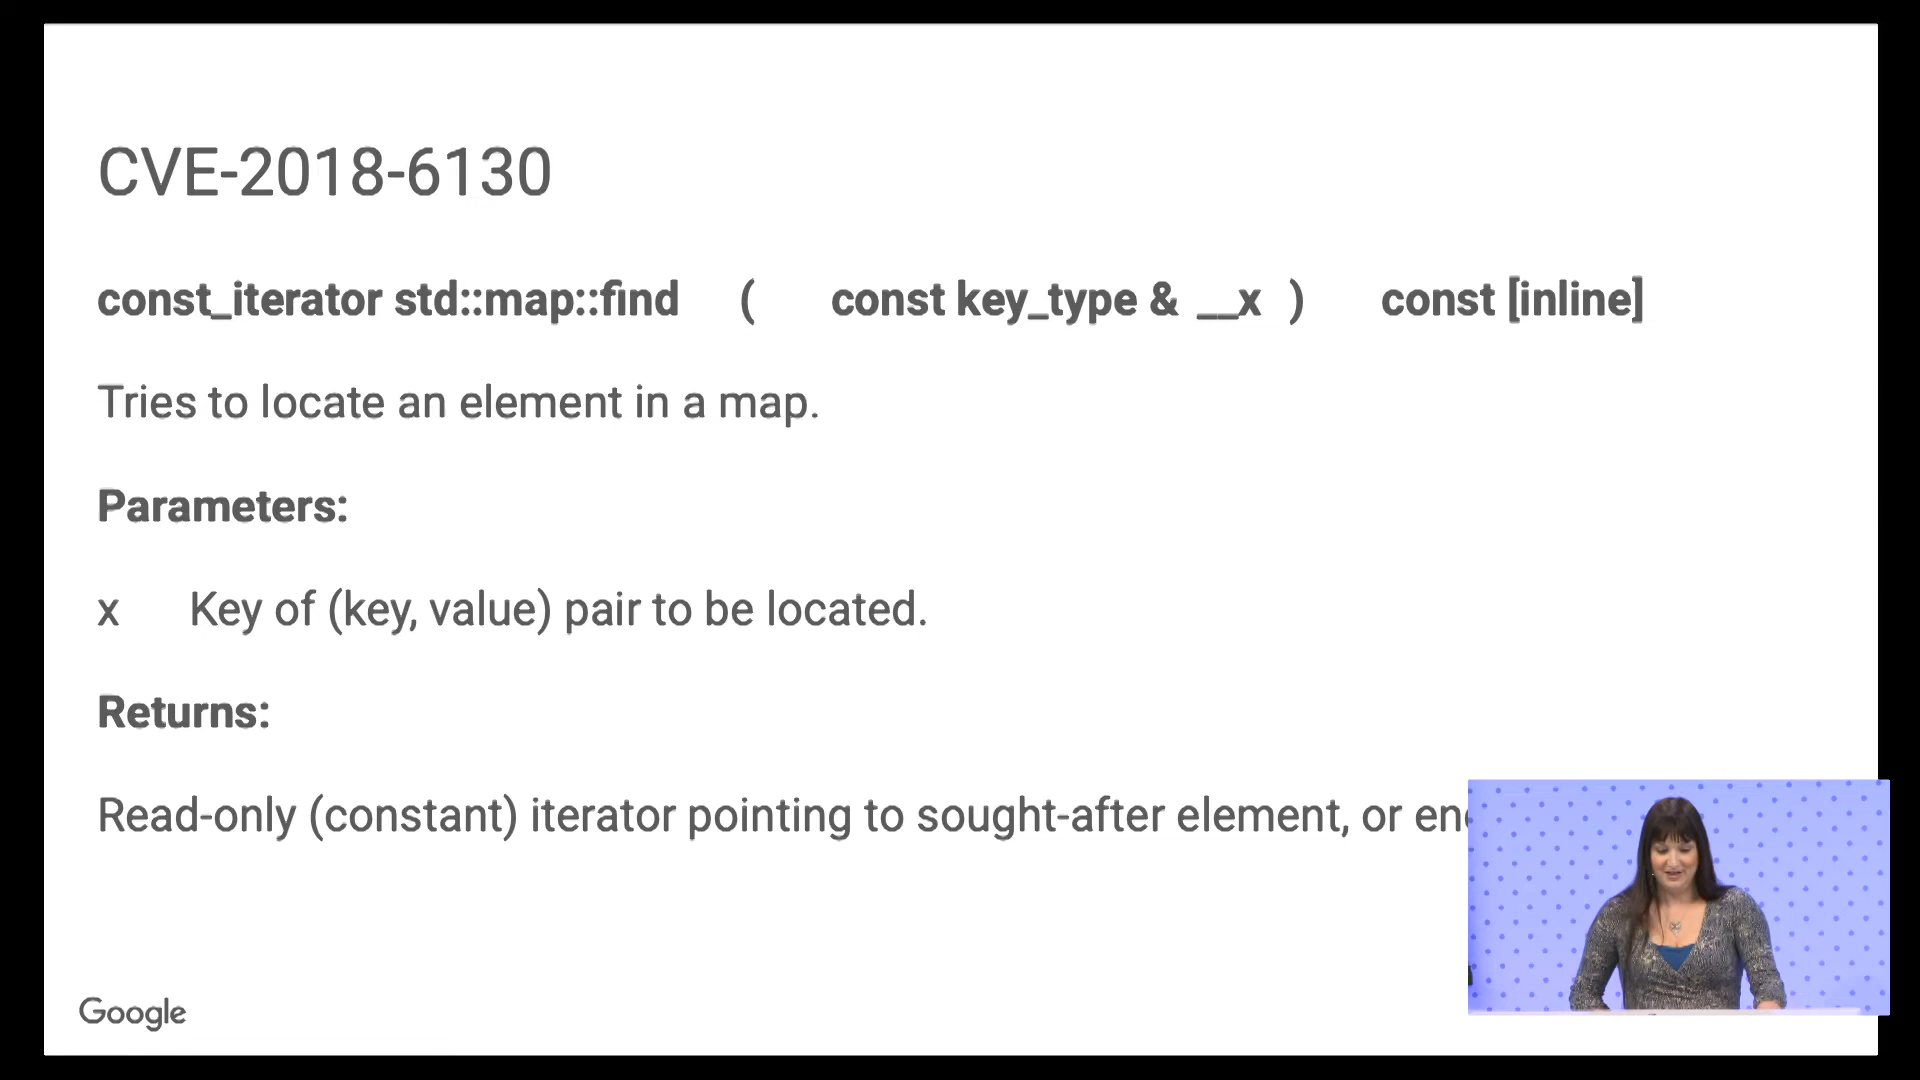 CVE-2018-6130
const_iterator std::map::find ( const key_type & __x ) const [inline]
Tries to locate an element in a map.
Parameters:
x Key of (key, value) pair to be located.
Returns:
Read-only (constant) iterator pointing to sought-after element, or
Google